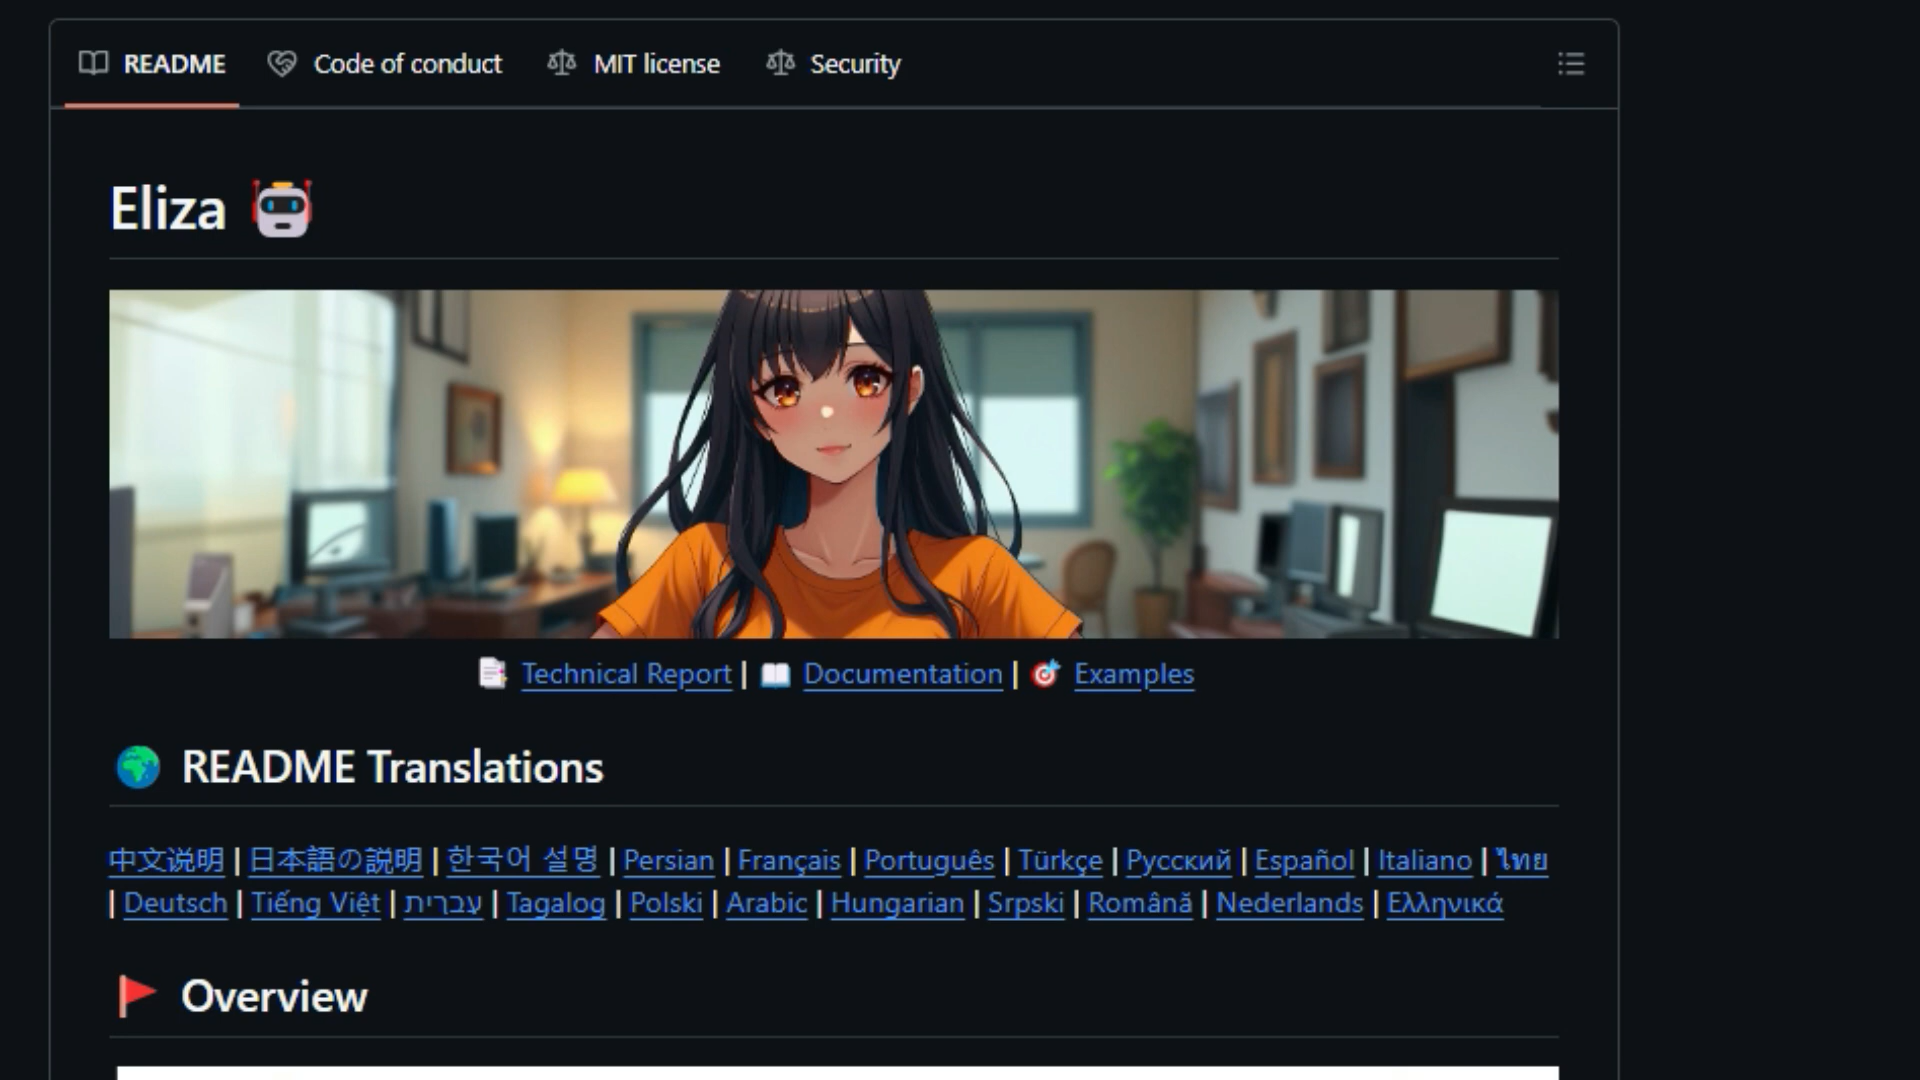 README Code of conduct MIT license Security
Eliza
Technical Report | Documentation | Examples
README Translations
中文说明 | 日本語の説明 | 한국어 설명 | Persian | Français | Português | Türkçe | Русский | Español | Italiano | ไทย
| Deutsch | Tiếng Việt | עִברִית | Tagalog | Polski | Arabic | Hungarian | Srpski | Română | Nederlands | Ελληνικά
Overview